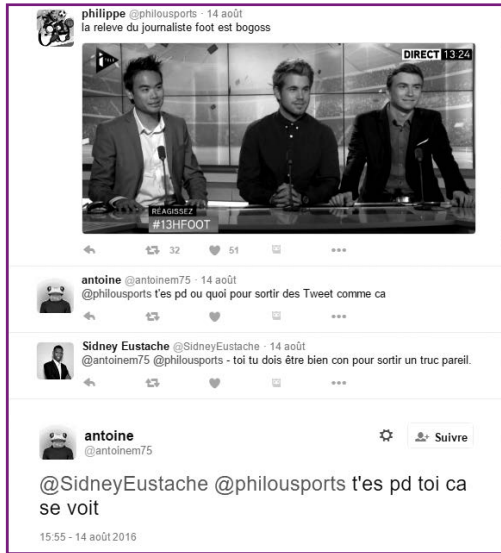 philippe @philousports · 14 août
la releve du journaliste foot est bogoss
DIRECT 13:24
RÉAGISSEZ
#13HFOOT
32 51
antoine @antoinem75 · 14 août
@philousports t'es pd ou quoi pour sortir des Tweet comme ca
Sidney Eustache @SidneyEustache · 14 août
@antoinem75 @philousports - toi tu dois être bien con pour sortir un truc pareil.
antoine
@antoinem75
Suivre
@SidneyEustache @philousports t'es pd toi ca
se voit
15:55 - 14 août 2016